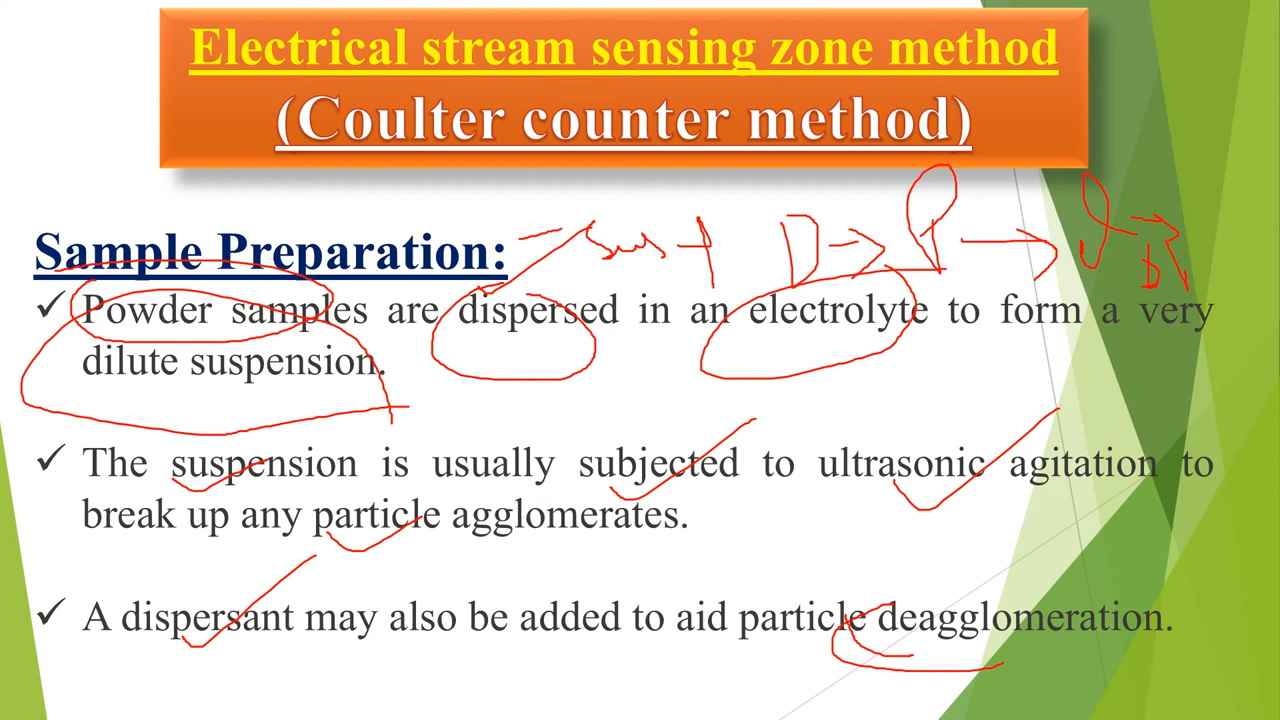 Electrical stream sensing zone method
(Coulter counter method)
Sample Preparation:
✓ Powder samples are dispersed in an electrolyte to form a very
dilute suspension.
✓ The suspension is usually subjected to ultrasonic agitation to
break up any particle agglomerates.
✓ A dispersant may also be added to aid particle deagglomeration.